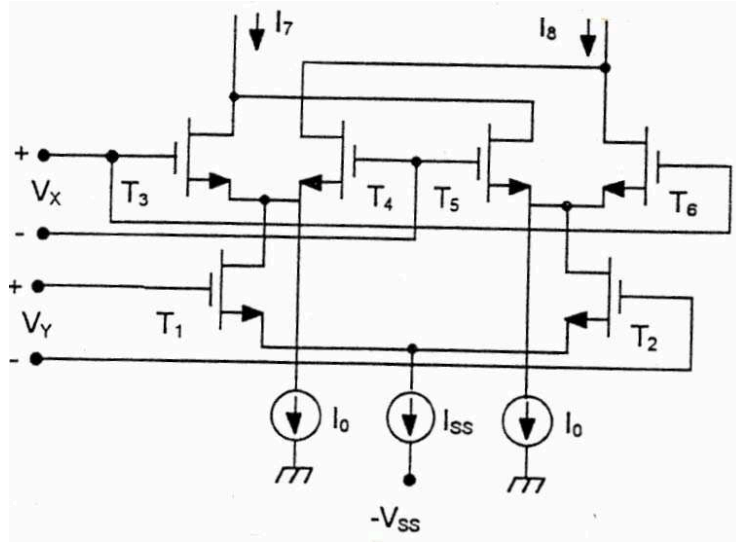 I7
I8
+
VX
-
T3
T4
T5
T6
+
VY
-
T1
T2
I0
ISS
I0
-VSS